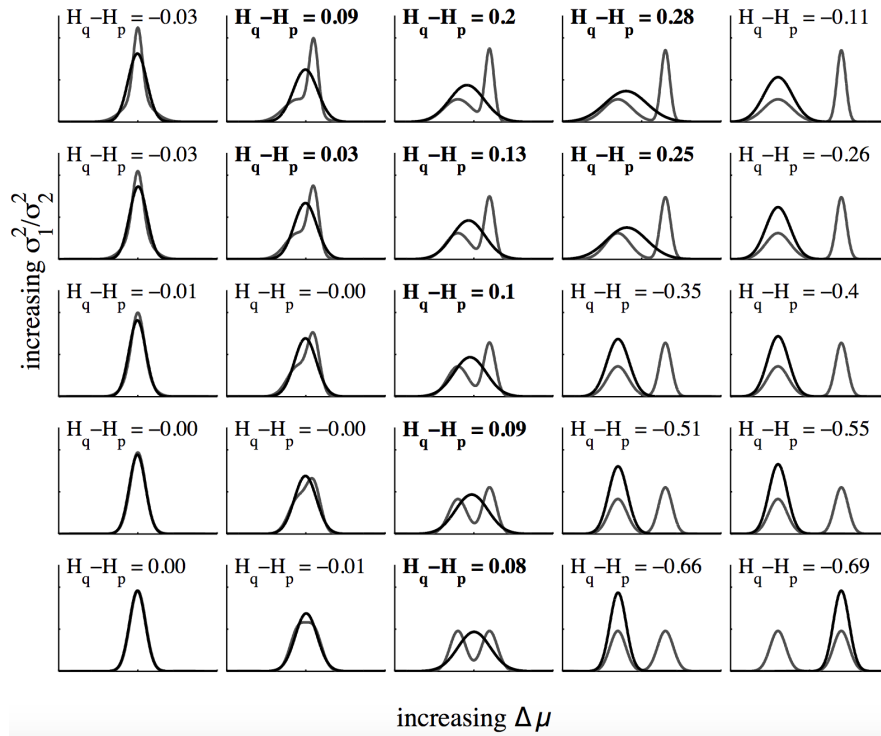 H_q−H_p = −0.03
H_q−H_p = 0.09
H_q−H_p = 0.2
H_q−H_p = 0.28
H_q−H_p = −0.11
H_q−H_p = −0.03
H_q−H_p = 0.03
H_q−H_p = 0.13
H_q−H_p = 0.25
H_q−H_p = −0.26
increasing σ_1^2/σ_2^2
H_q−H_p = −0.01
H_q−H_p = −0.00
H_q−H_p = 0.1
H_q−H_p = −0.35
H_q−H_p = −0.4
H_q−H_p = −0.00
H_q−H_p = −0.00
H_q−H_p = 0.09
H_q−H_p = −0.51
H_q−H_p = −0.55
H_q−H_p = 0.00
H_q−H_p = −0.01
H_q−H_p = 0.08
H_q−H_p = −0.66
H_q−H_p = −0.69
increasing Δ μ